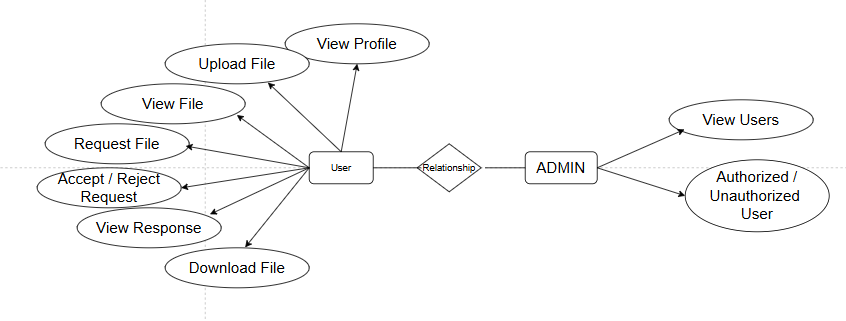 View Profile
Upload File
View File
Request File
Accept / Reject
Request
View Response
Download File
User
Relationship
ADMIN
View Users
Authorized /
Unauthorized
User